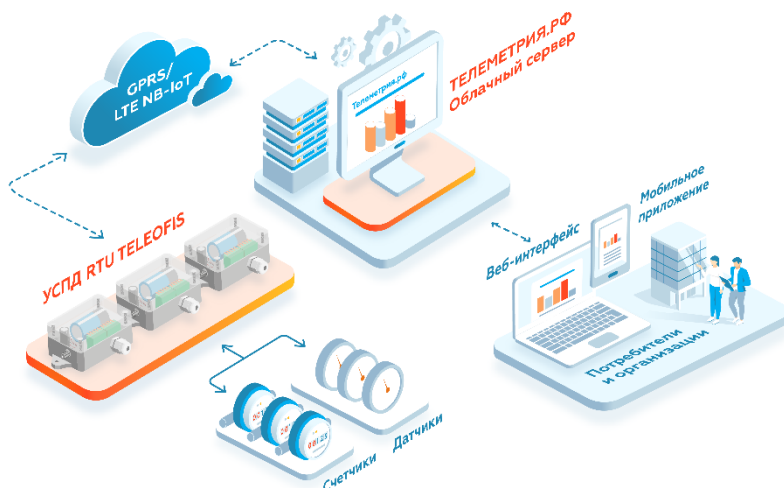 GPRS/
LTE NB-IoT
ТЕЛЕМЕТРИЯ.РФ
Облачный сервер
Телеметрия.рф
УСПД RTU TELEOFIS
Веб-интерфейс
Мобильное
приложение
Потребители
и организации
Счетчики
Датчики